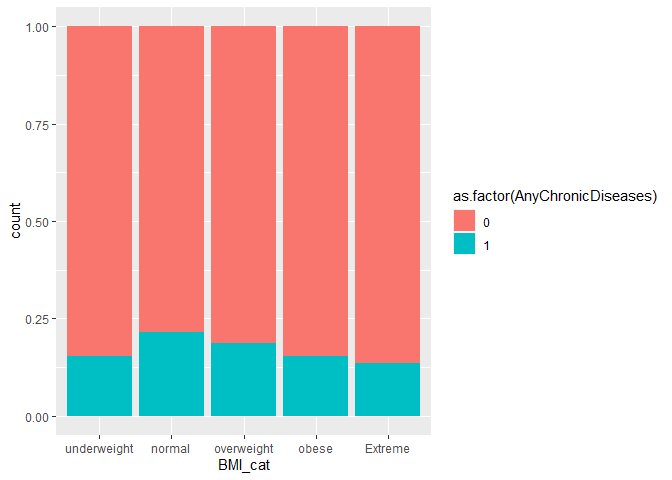 1.00
0.75
0.50
0.25
0.00
count
underweight normal overweight obese Extreme
BMI_cat
as.factor(AnyChronicDiseases)
0
1